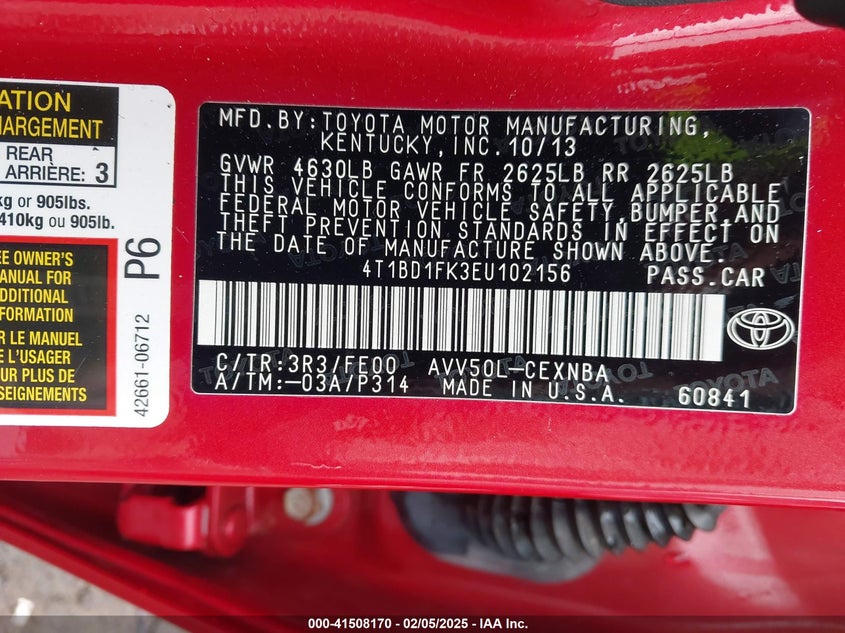 ATION
HARGEMENT
REAR
ARRIÈRE: 3
kg or 905lbs.
410kg ou 905lb.
EE OWNER'S
MANUAL FOR
ADDITIONAL
FORMATION
R LE MANUEL
L'USAGER
UR PLUS DE
SEIGNEMENTS
P6
42661-06712
MFD.BY:TOYOTA MOTOR MANUFACTURING,
KENTUCKY,INC.10/13
GVWR 4630LB GAWR FR 2625LB RR 2625LB
THIS VEHICLE CONFORMS TO ALL APPLICABLE
FEDERAL MOTOR VEHICLE SAFETY,BUMPER,AND
THEFT PREVENTION STANDARDS IN EFFECT ON
THE DATE OF MANUFACTURE SHOWN ABOVE.
4T1BD1FK3EU102156 PASS.CAR
C/TR:3R3/FE00 AVV50L-CEXNBA
A/TM:-03A/P314 MADE IN U.S.A. 60841
000-41508170 - 02/05/2025 - IAA Inc.